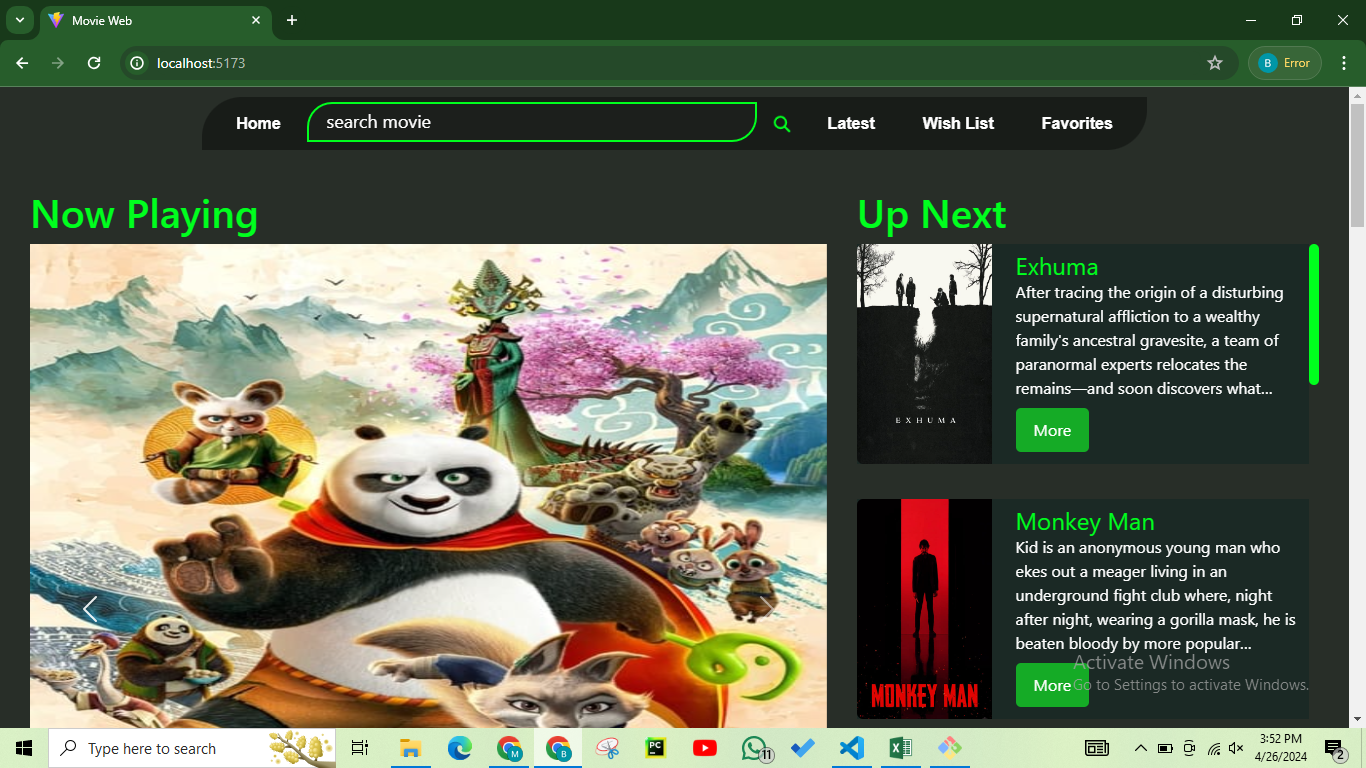 Movie Web
localhost:5173
B Error
Home
search movie
Latest
Wish List
Favorites
Now Playing
Up Next
EXHUMA
Exhuma
After tracing the origin of a disturbing
supernatural affliction to a wealthy
family's ancestral gravesite, a team of
paranormal experts relocates the
remains—and soon discovers what...
More
MONKEY MAN
Monkey Man
Kid is an anonymous young man who
ekes out a meager living in an
underground fight club where, night
after night, wearing a gorilla mask, he is
beaten bloody by more popular...
More
Activate Windows
Go to Settings to activate Windows.
Type here to search
M
B
PC
11
3:52 PM
4/26/2024
2